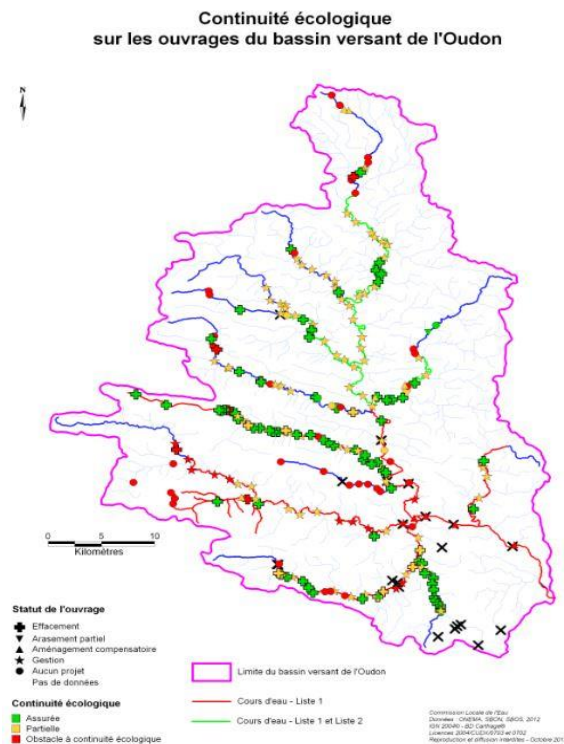 Continuité écologique
sur les ouvrages du bassin versant de l'Oudon
N
0 5 10
Kilomètres
Statut de l'ouvrage
Effacement
Arasement partiel
Aménagement compensatoire
Gestion
Aucun projet
Pas de données
Continuité écologique
Assurée
Partielle
Obstacle à continuité écologique
Limite du bassin versant de l'Oudon
Cours d'eau - Liste 1
Cours d'eau - Liste 1 et Liste 2
Commission Locale de l'Eau
Données : ONEMA, SBON, SBOS, 2012
Reproduction et diffusion interdites - Octobre 201